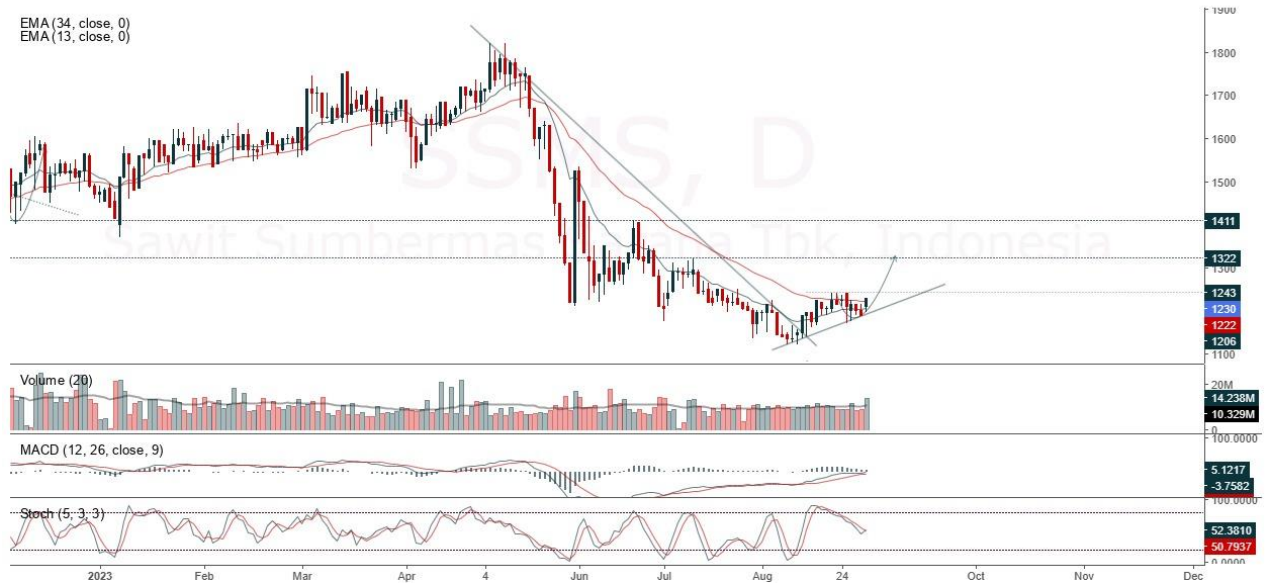 EMA (34, close, 0)
EMA (13, close, 0)
SSMS, D
Sawit Sumbermas Sarana Tbk, Indonesia
1900
1800
1700
1600
1500
1411
1322
1300
1243
1230
1222
1206
1100
Volume (20)
20M
14.238M
10.329M
0
MACD (12, 26, close, 9)
100.0000
5.1217
-3.7582
Stoch (5, 3, 3)
100.0000
52.3810
50.7937
0.0000
2023 Feb Mar Apr 4 Jun Jul Aug 24 Oct Nov Dec